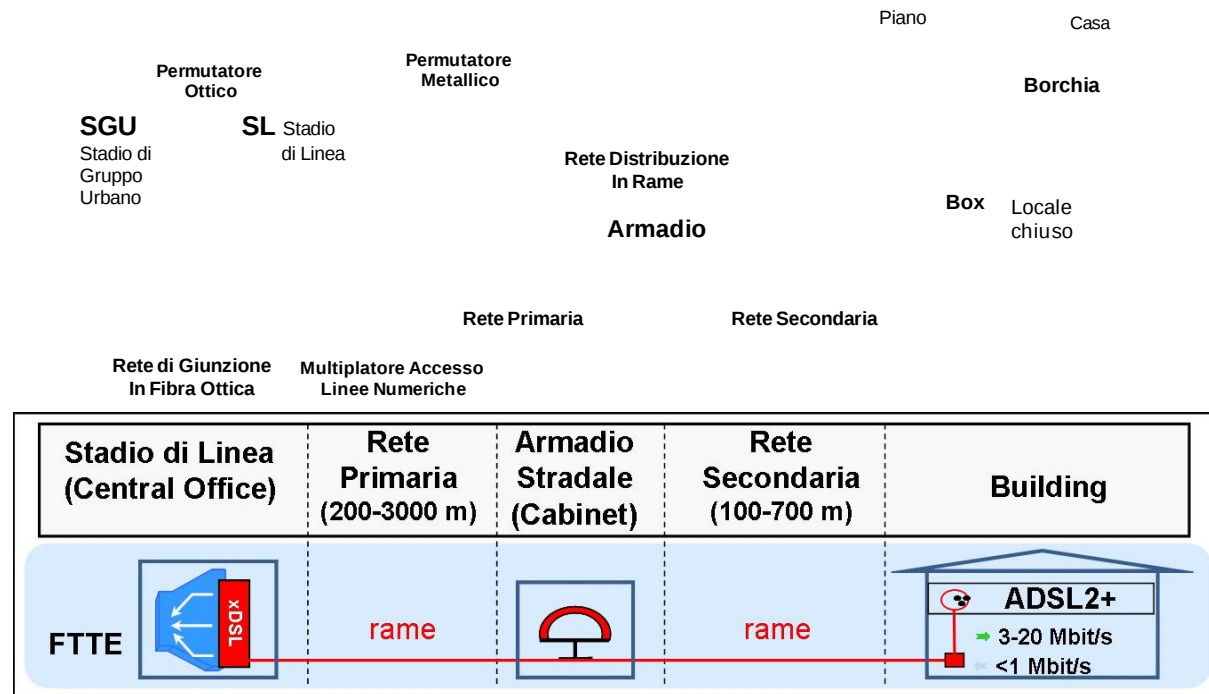 Piano
Casa
Permutatore
Ottico
Permutatore
Metallico
Borchia
SGU
Stadio di
Gruppo
Urbano
SL Stadio
di Linea
Rete Distribuzione
In Rame
Armadio
Box
Locale
chiuso
Rete Primaria
Rete Secondaria
Rete di Giunzione
In Fibra Ottica
Multiplatore Accesso
Linee Numeriche
Stadio di Linea
(Central Office)
Rete
Primaria
(200-3000 m)
Armadio
Stradale
(Cabinet)
Rete
Secondaria
(100-700 m)
Building
FTTE
xDSL
rame
rame
ADSL2+
3-20 Mbit/s
<1 Mbit/s